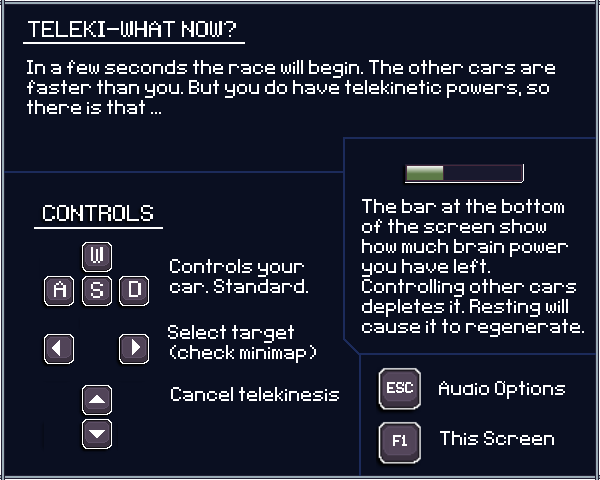 TELEKI-WHAT NOW?
In a few seconds the race will begin. The other cars are
faster than you. But you do have telekinetic powers, so
there is that ...
CONTROLS
W
A S D
Controls your
car. Standard.
Select target
(check minimap)
Cancel telekinesis
The bar at the bottom
of the screen show
how much brain power
you have left.
Controlling other cars
depletes it. Resting will
cause it to regenerate.
ESC
Audio Options
F1
This Screen